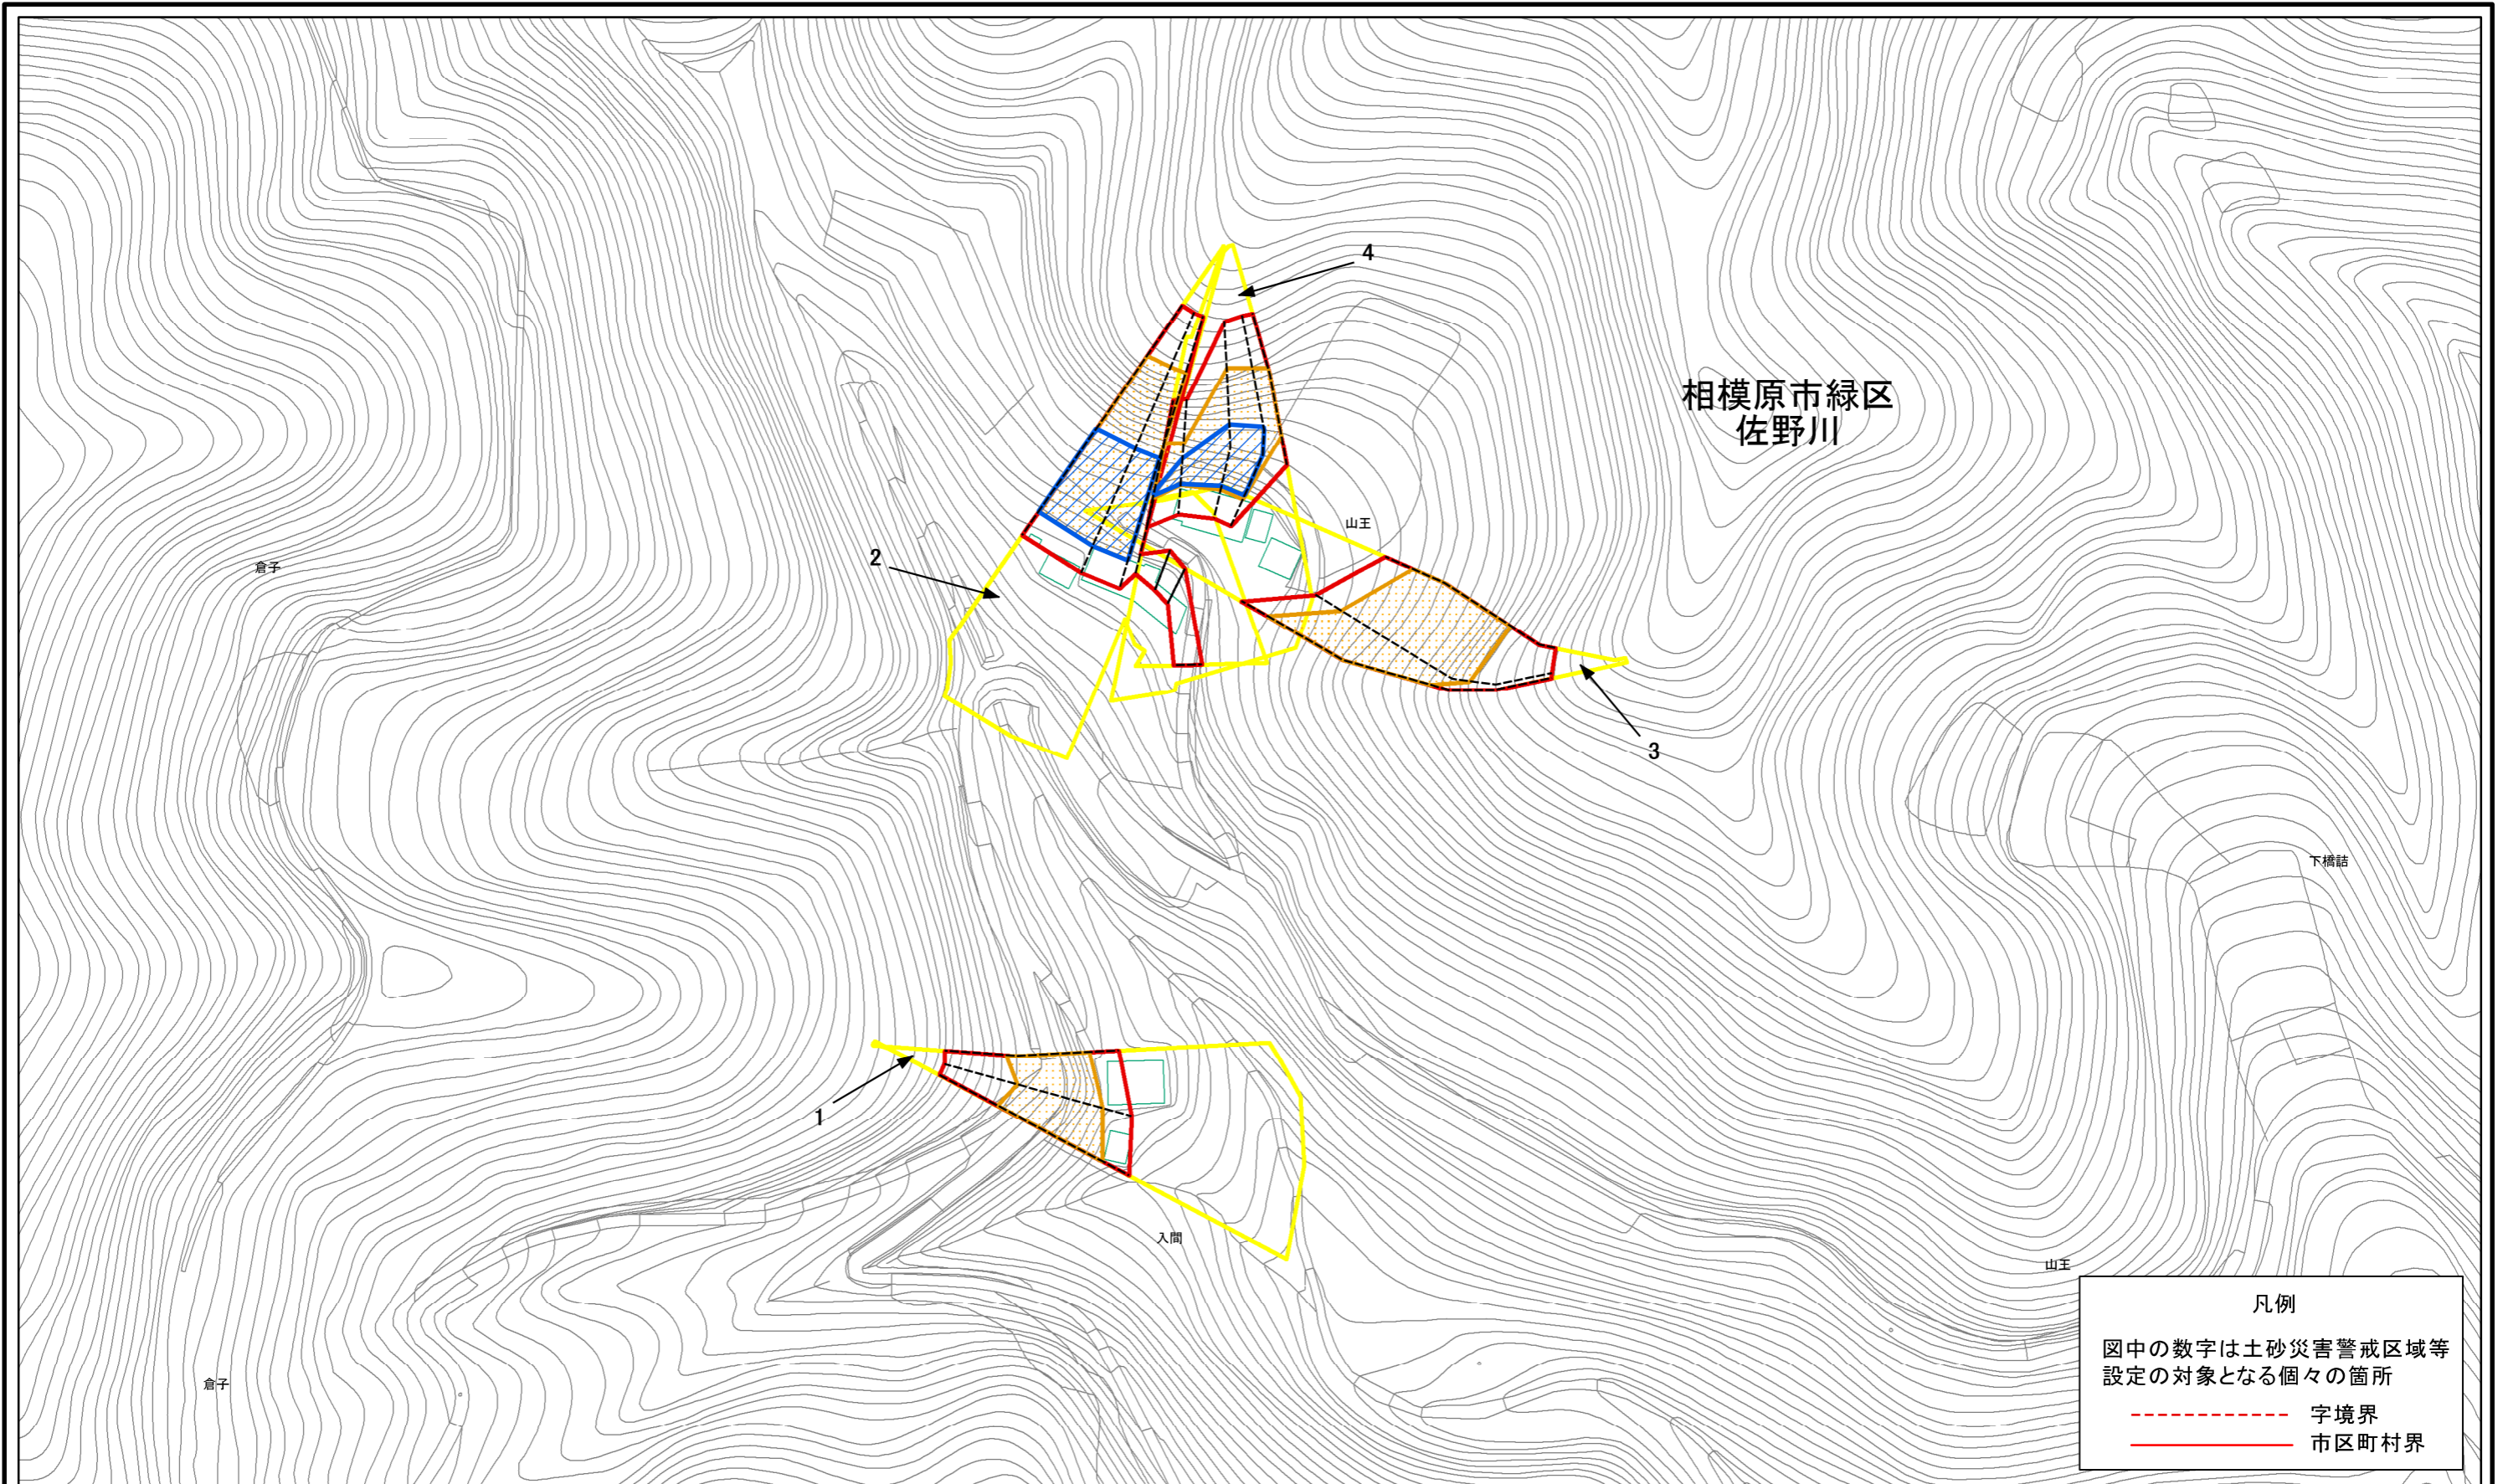 4
相模原市緑区
佐野川
山王
2
倉子
3
下橋詰
1
入間
山王
倉子
凡例
図中の数字は土砂災害警戒区域等
設定の対象となる個々の箇所
字境界
市区町村界